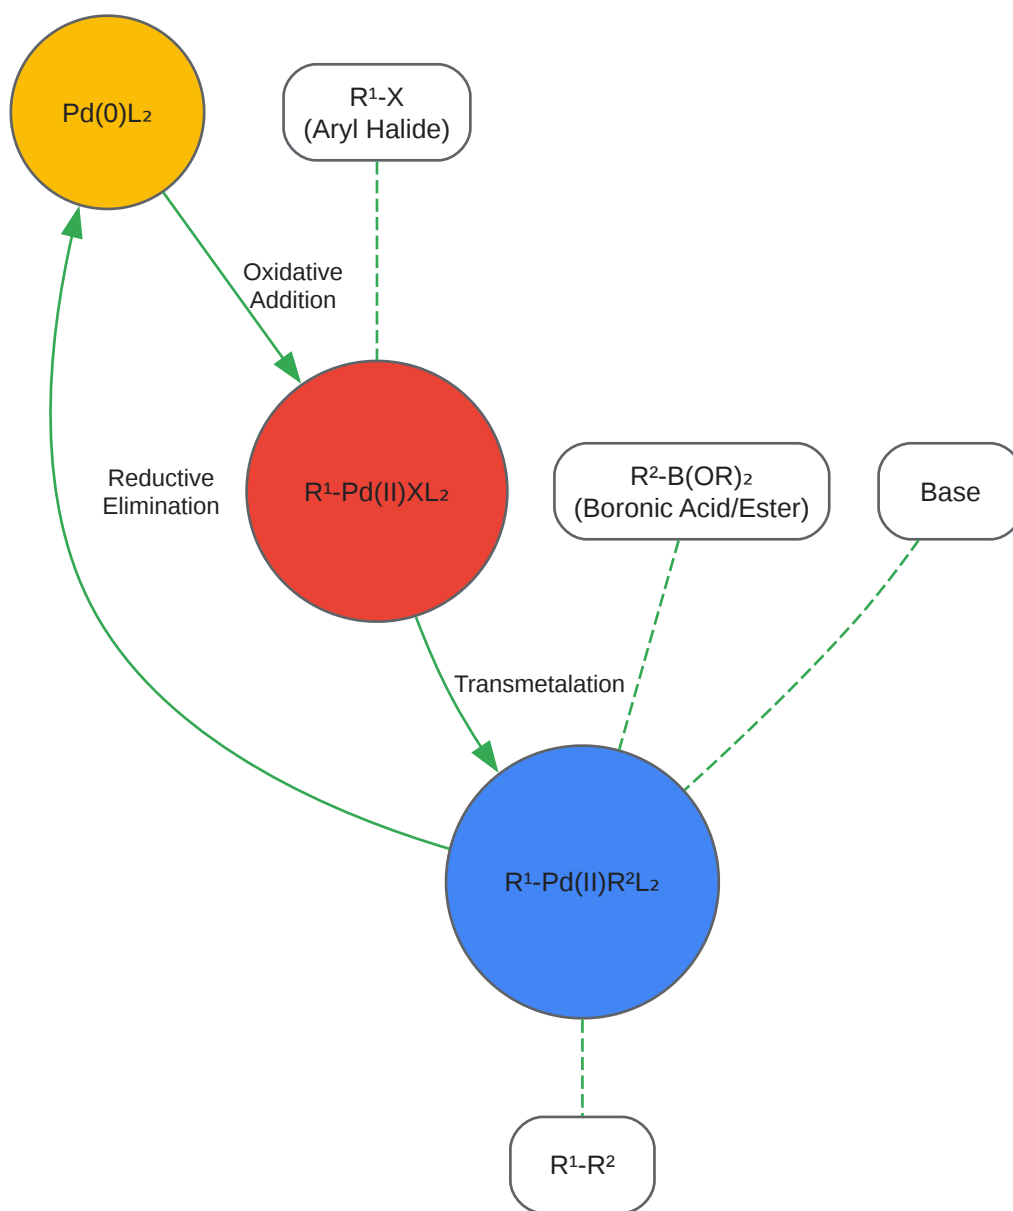 Pd(0)L₂
R¹-X
(Aryl Halide)
Oxidative
Addition
Reductive
Elimination
R¹-Pd(II)XL₂
R²-B(OR)₂
(Boronic Acid/Ester)
Base
Transmetalation
R¹-Pd(II)R²L₂
R¹-R²